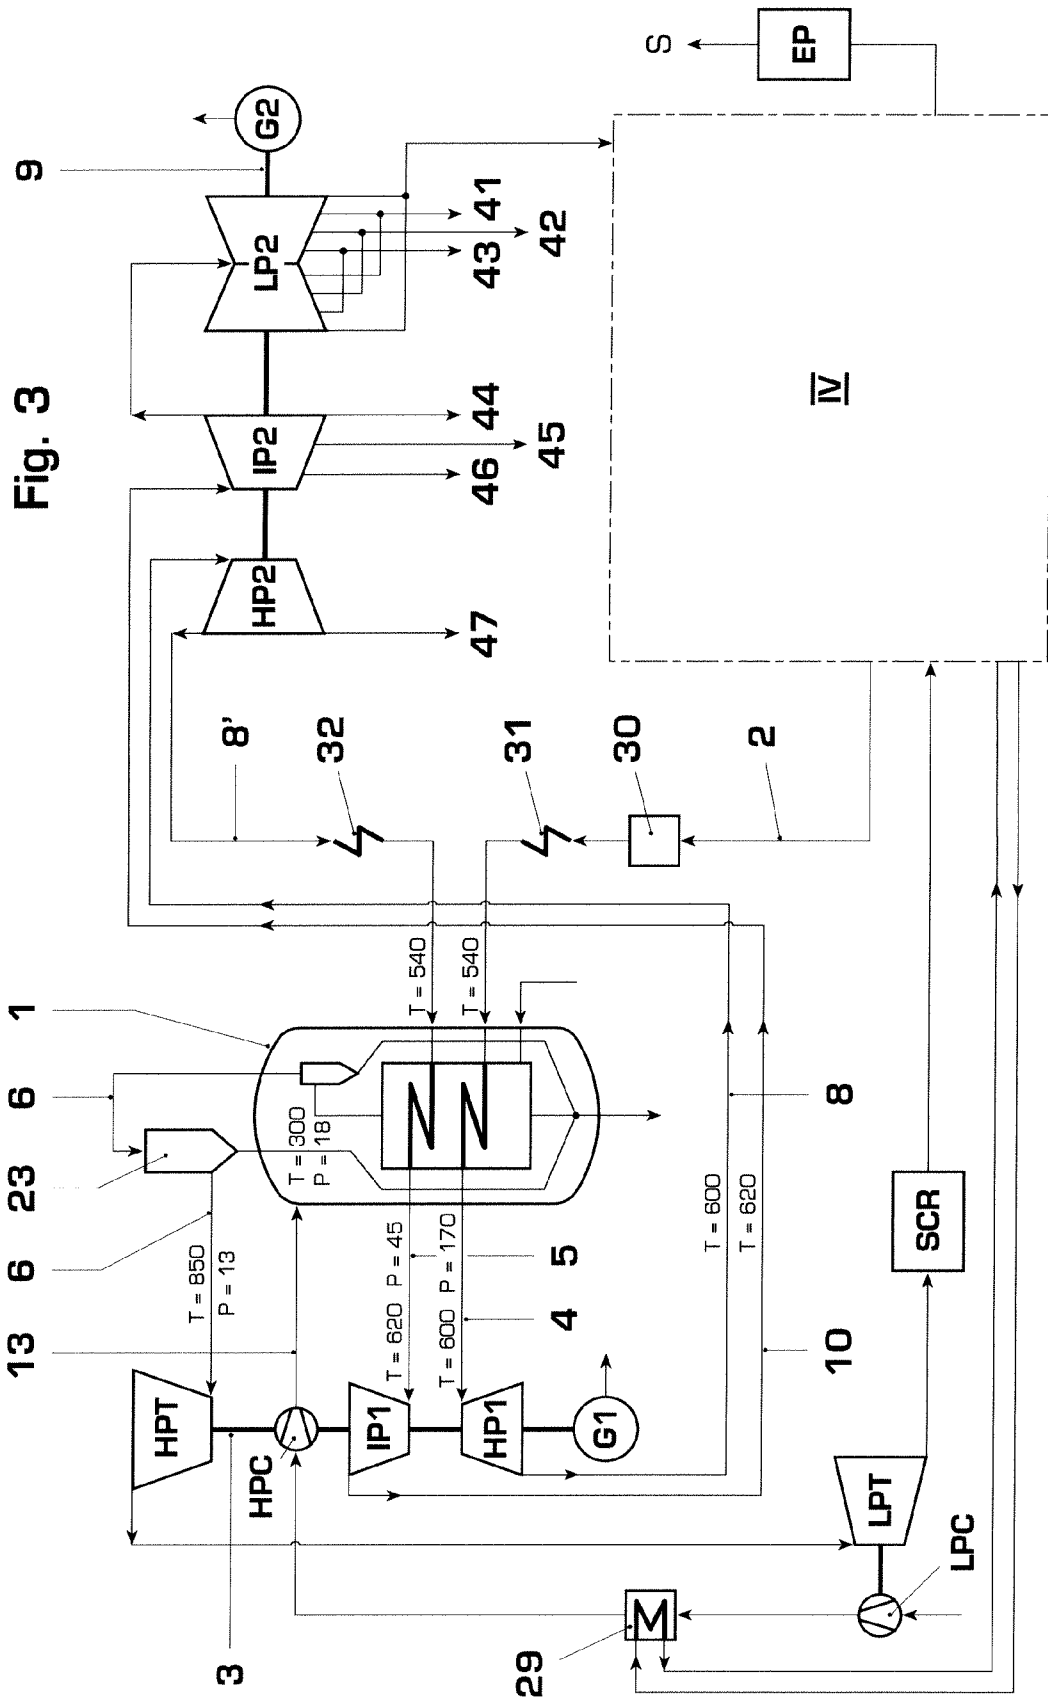 Fig. 3
3
13
6
23
6
1
9
HPT
T = 850
P = 13
HPC
T = 300
P = 18
IP1
T = 620 P = 45
HP1
T = 600 P = 170
G1
5
4
T = 540
T = 540
8'
32
31
30
2
HP2
IP2
LP2
G2
47
46
45
44
43
42
41
T = 600
T = 620
8
10
29
LPC
LPT
SCR
IV
EP
S